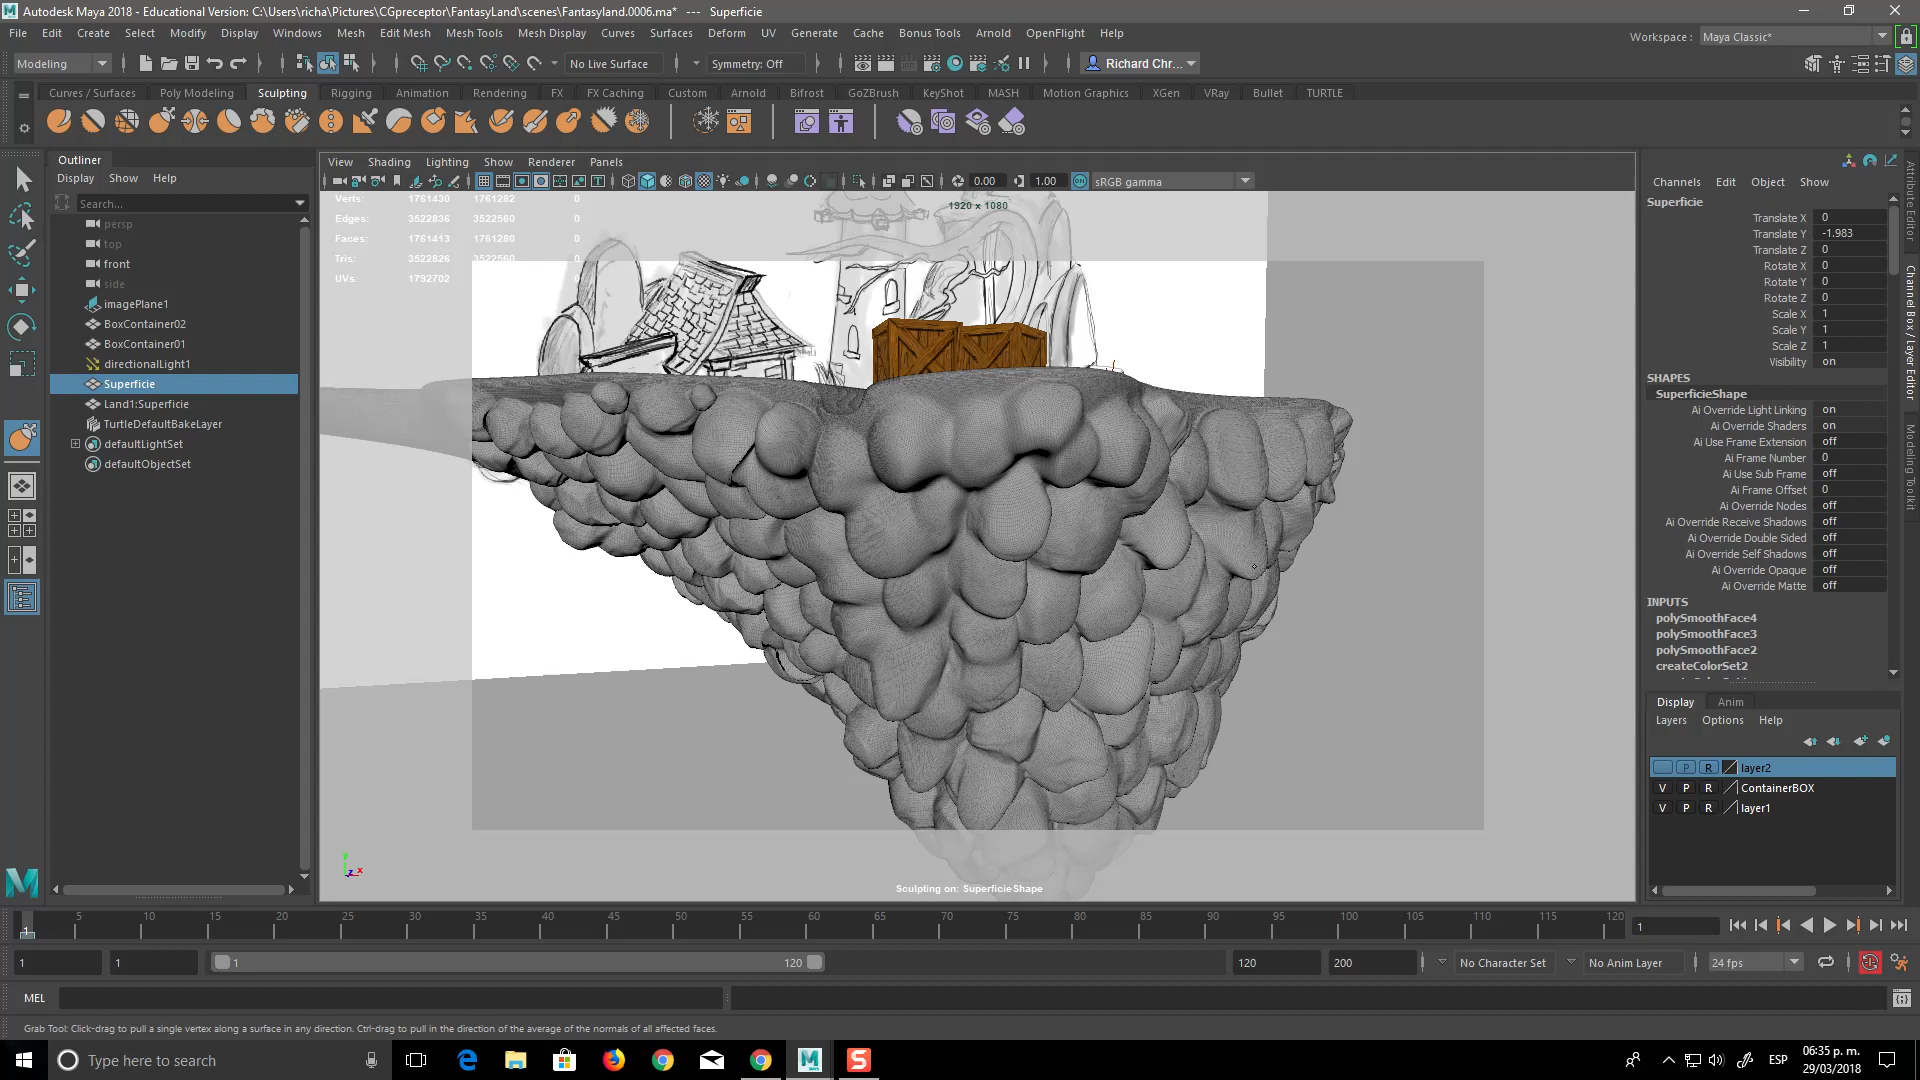 Autodesk Maya 2018 - Educational Version: C:\Users\richa\Pictures\CGpreceptor\FantasyLand\scenes\Fantasyland.0006.ma*  ---  Superficie
File Edit Create Select Modify Display Windows Mesh Edit Mesh Mesh Tools Mesh Display Curves Surfaces Deform UV Generate Cache Bonus Tools Arnold OpenFlight Help
Workspace : Maya Classic*
Modeling No Live Surface Symmetry: Off Richard Chr...
Curves / Surfaces Poly Modeling Sculpting Rigging Animation Rendering FX FX Caching Custom Arnold Bifrost GoZBrush KeyShot MASH Motion Graphics XGen VRay Bullet TURTLE
Outliner
Display Show Help
Search...
persp
top
front
side
imagePlane1
BoxContainer02
BoxContainer01
directionalLight1
Superficie
Land1:Superficie
TurtleDefaultBakeLayer
defaultLightSet
defaultObjectSet
View Shading Lighting Show Renderer Panels
0.00 1.00 ON sRGB gamma
1920 x 1080
Verts: 1761430 1761282 0
Edges: 3522836 3522560 0
Faces: 1761413 1761280 0
Tris: 3522826 3522560 0
UVs: 1792702 0
Sculpting on: SuperficieShape
Channels Edit Object Show
Superficie
Translate X 0
Translate Y -1.983
Translate Z 0
Rotate X 0
Rotate Y 0
Rotate Z 0
Scale X 1
Scale Y 1
Scale Z 1
Visibility on
SHAPES
SuperficieShape
Ai Override Light Linking on
Ai Override Shaders on
Ai Use Frame Extension off
Ai Frame Number 0
Ai Use Sub Frame off
Ai Frame Offset 0
Ai Override Nodes off
Ai Override Receive Shadows off
Ai Override Double Sided off
Ai Override Self Shadows off
Ai Override Opaque off
Ai Override Matte off
INPUTS
polySmoothFace4
polySmoothFace3
polySmoothFace2
createColorSet2
Attribute Editor
Channel Box / Layer Editor
Modeling Toolkit
Display Anim
Layers Options Help
P R layer2
V P R ContainerBOX
V P R layer1
1 5 10 15 20 25 30 35 40 45 50 55 60 65 70 75 80 85 90 95 100 105 110 115 120 1
1 1 1 120 120 200 No Character Set No Anim Layer 24 fps
MEL
Grab Tool: Click-drag to pull a single vertex along a surface in any direction. Ctrl-drag to pull in the direction of the average of the normals of all affected faces.
Type here to search
ESP
06:35 p. m.
29/03/2018